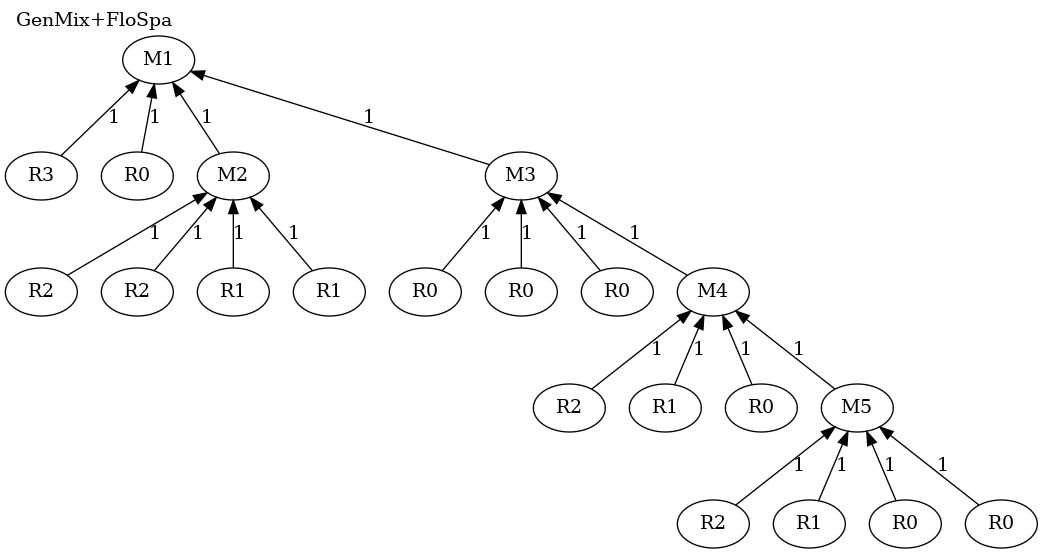 GenMix+FloSpa
M1
1 1 1 1
R3 R0 M2 M3
1 1 1 1 1 1 1 1
R2 R2 R1 R1 R0 R0 R0 M4
1 1 1 1
R2 R1 R0 M5
1 1 1 1
R2 R1 R0 R0